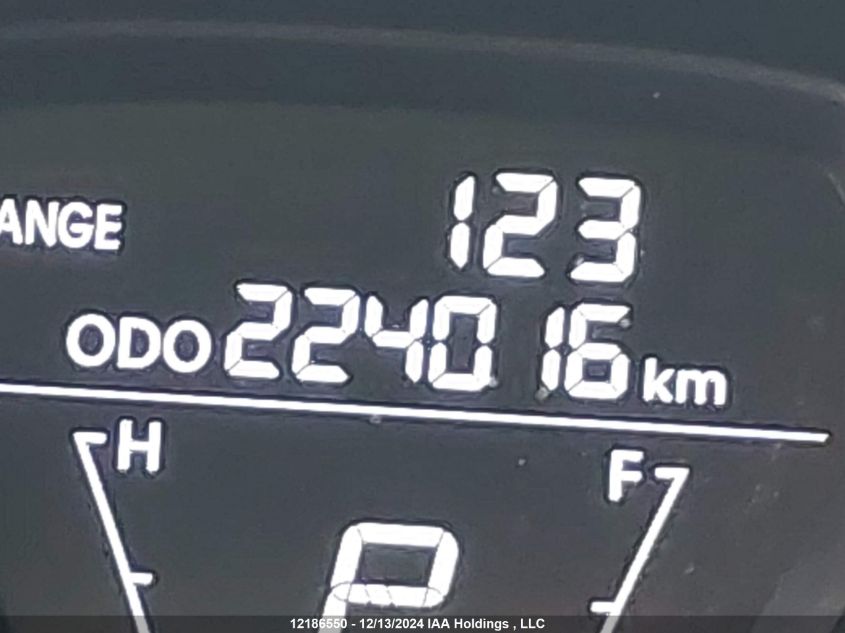 ANGE 123
ODO 224016 km
H F
P
12186550 - 12/13/2024 IAA Holdings , LLC